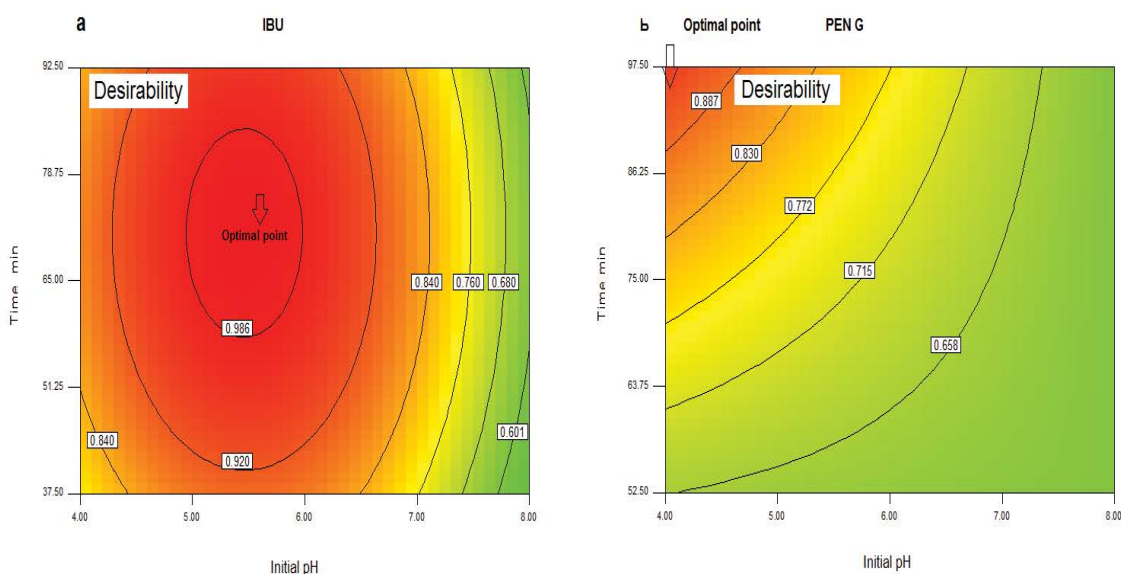 a
IBU
92.50
Desirability
78.75
Optimal point
65.00
0.840
0.760
0.680
0.986
51.25
0.840
0.601
0.920
37.50
4.00
5.00
6.00
7.00
8.00
Time min
Initial pH
b
Optimal point
PEN G
97.50
Desirability
0.887
0.830
86.25
0.772
0.715
75.00
0.658
63.75
52.50
4.00
5.00
6.00
7.00
8.00
Time min
Initial pH